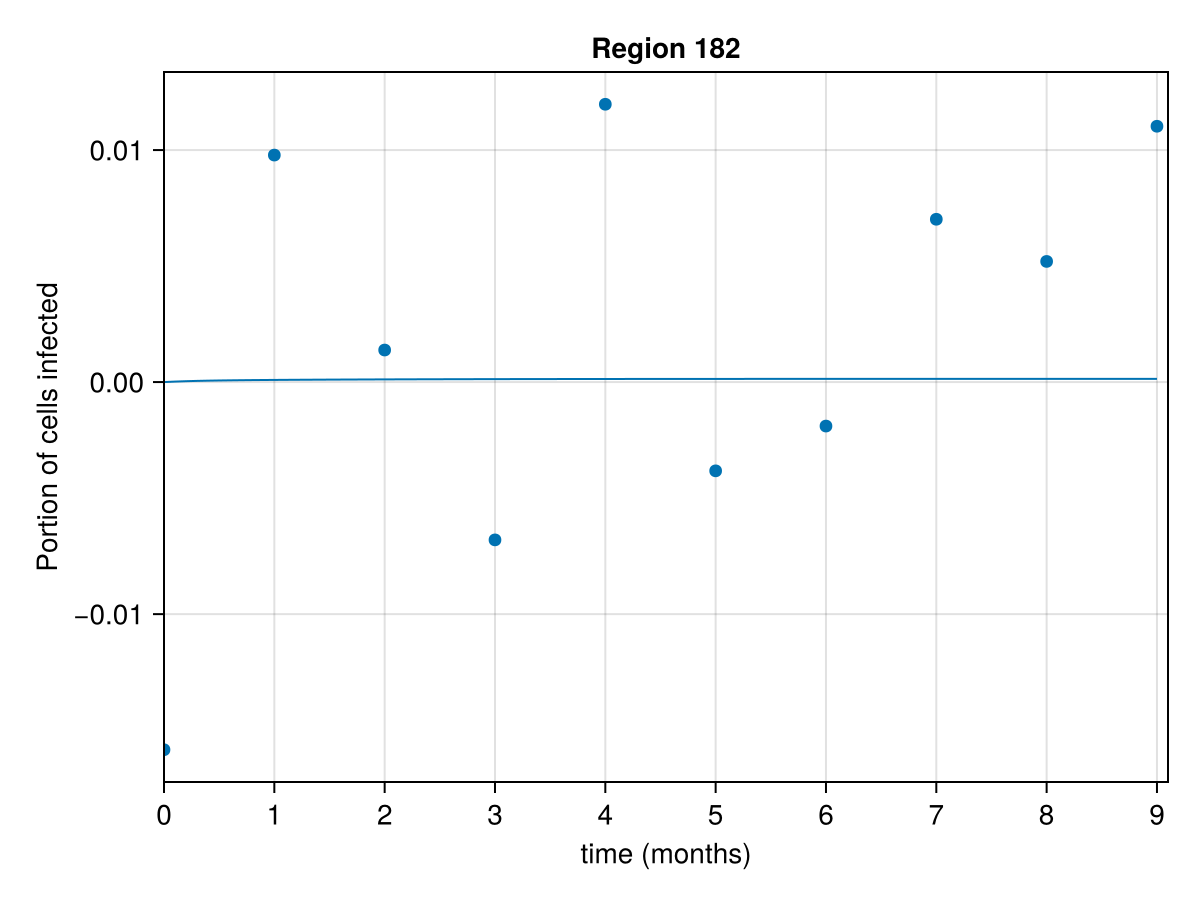 Region 182
Portion of cells infected
0.01
0.00
−0.01
0 1 2 3 4 5 6 7 8 9
time (months)